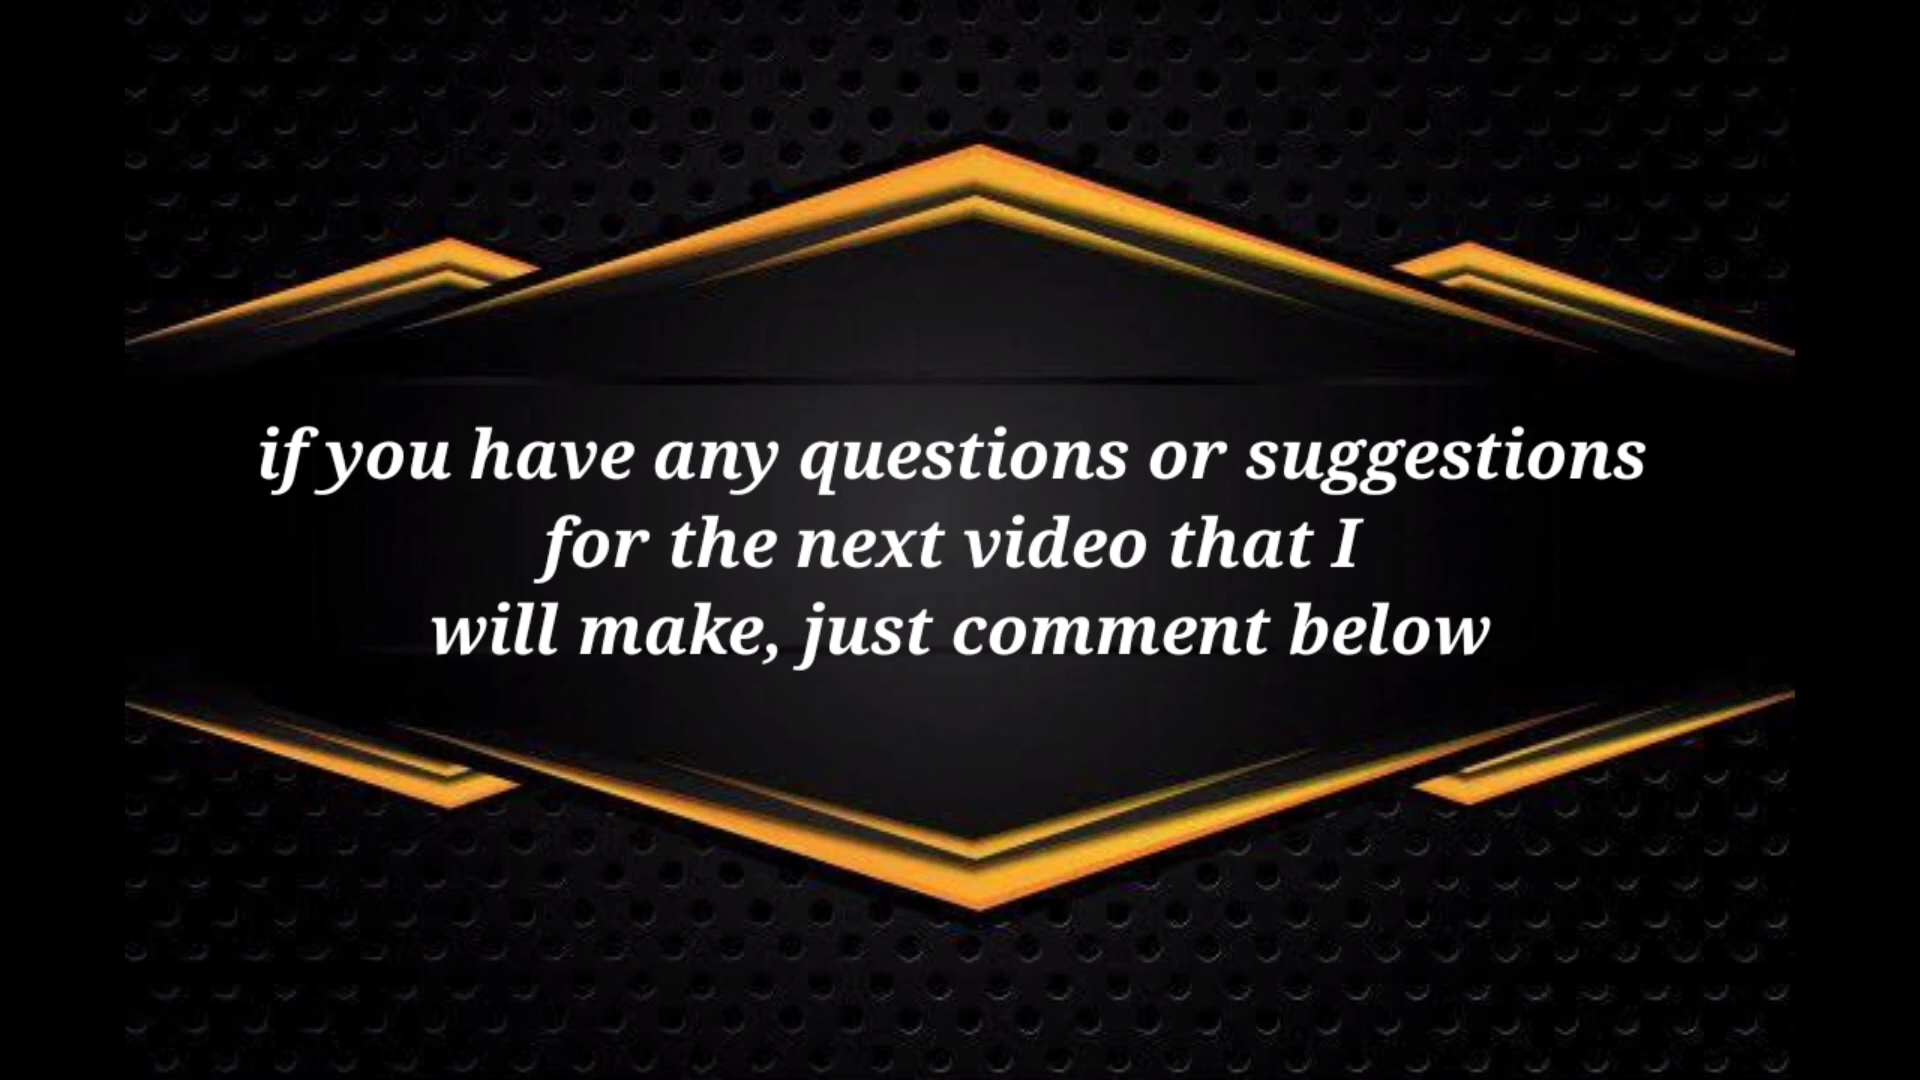 if you have any questions or suggestions
for the next video that I
will make, just comment below